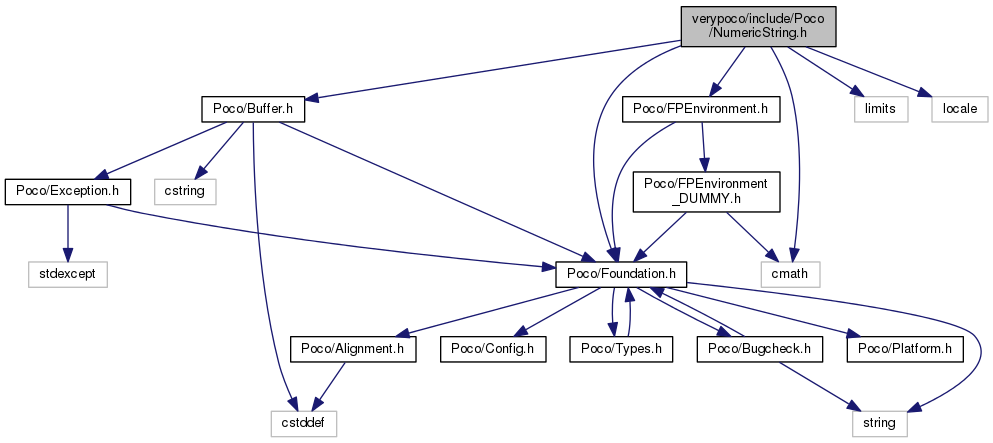 verypoco/include/Poco
/NumericString.h
Poco/Buffer.h
Poco/FPEnvironment.h
limits
locale
Poco/Exception.h
cstring
Poco/FPEnvironment
_DUMMY.h
stdexcept
Poco/Foundation.h
cmath
Poco/Alignment.h
Poco/Config.h
Poco/Types.h
Poco/Bugcheck.h
Poco/Platform.h
cstddef
string